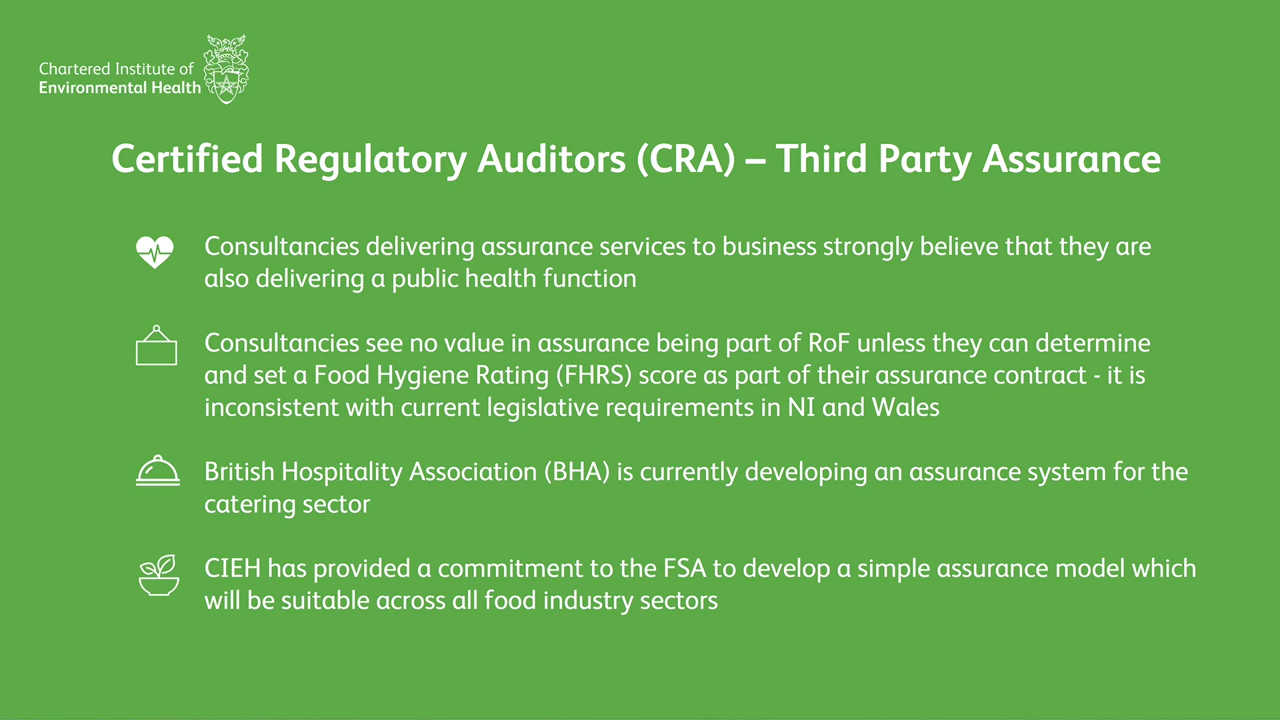 Chartered Institute of
Environmental Health
Certified Regulatory Auditors (CRA) – Third Party Assurance
Consultancies delivering assurance services to business strongly believe that they are
also delivering a public health function
Consultancies see no value in assurance being part of RoF unless they can determine
and set a Food Hygiene Rating (FHRS) score as part of their assurance contract - it is
inconsistent with current legislative requirements in NI and Wales
British Hospitality Association (BHA) is currently developing an assurance system for the
catering sector
CIEH has provided a commitment to the FSA to develop a simple assurance model which
will be suitable across all food industry sectors